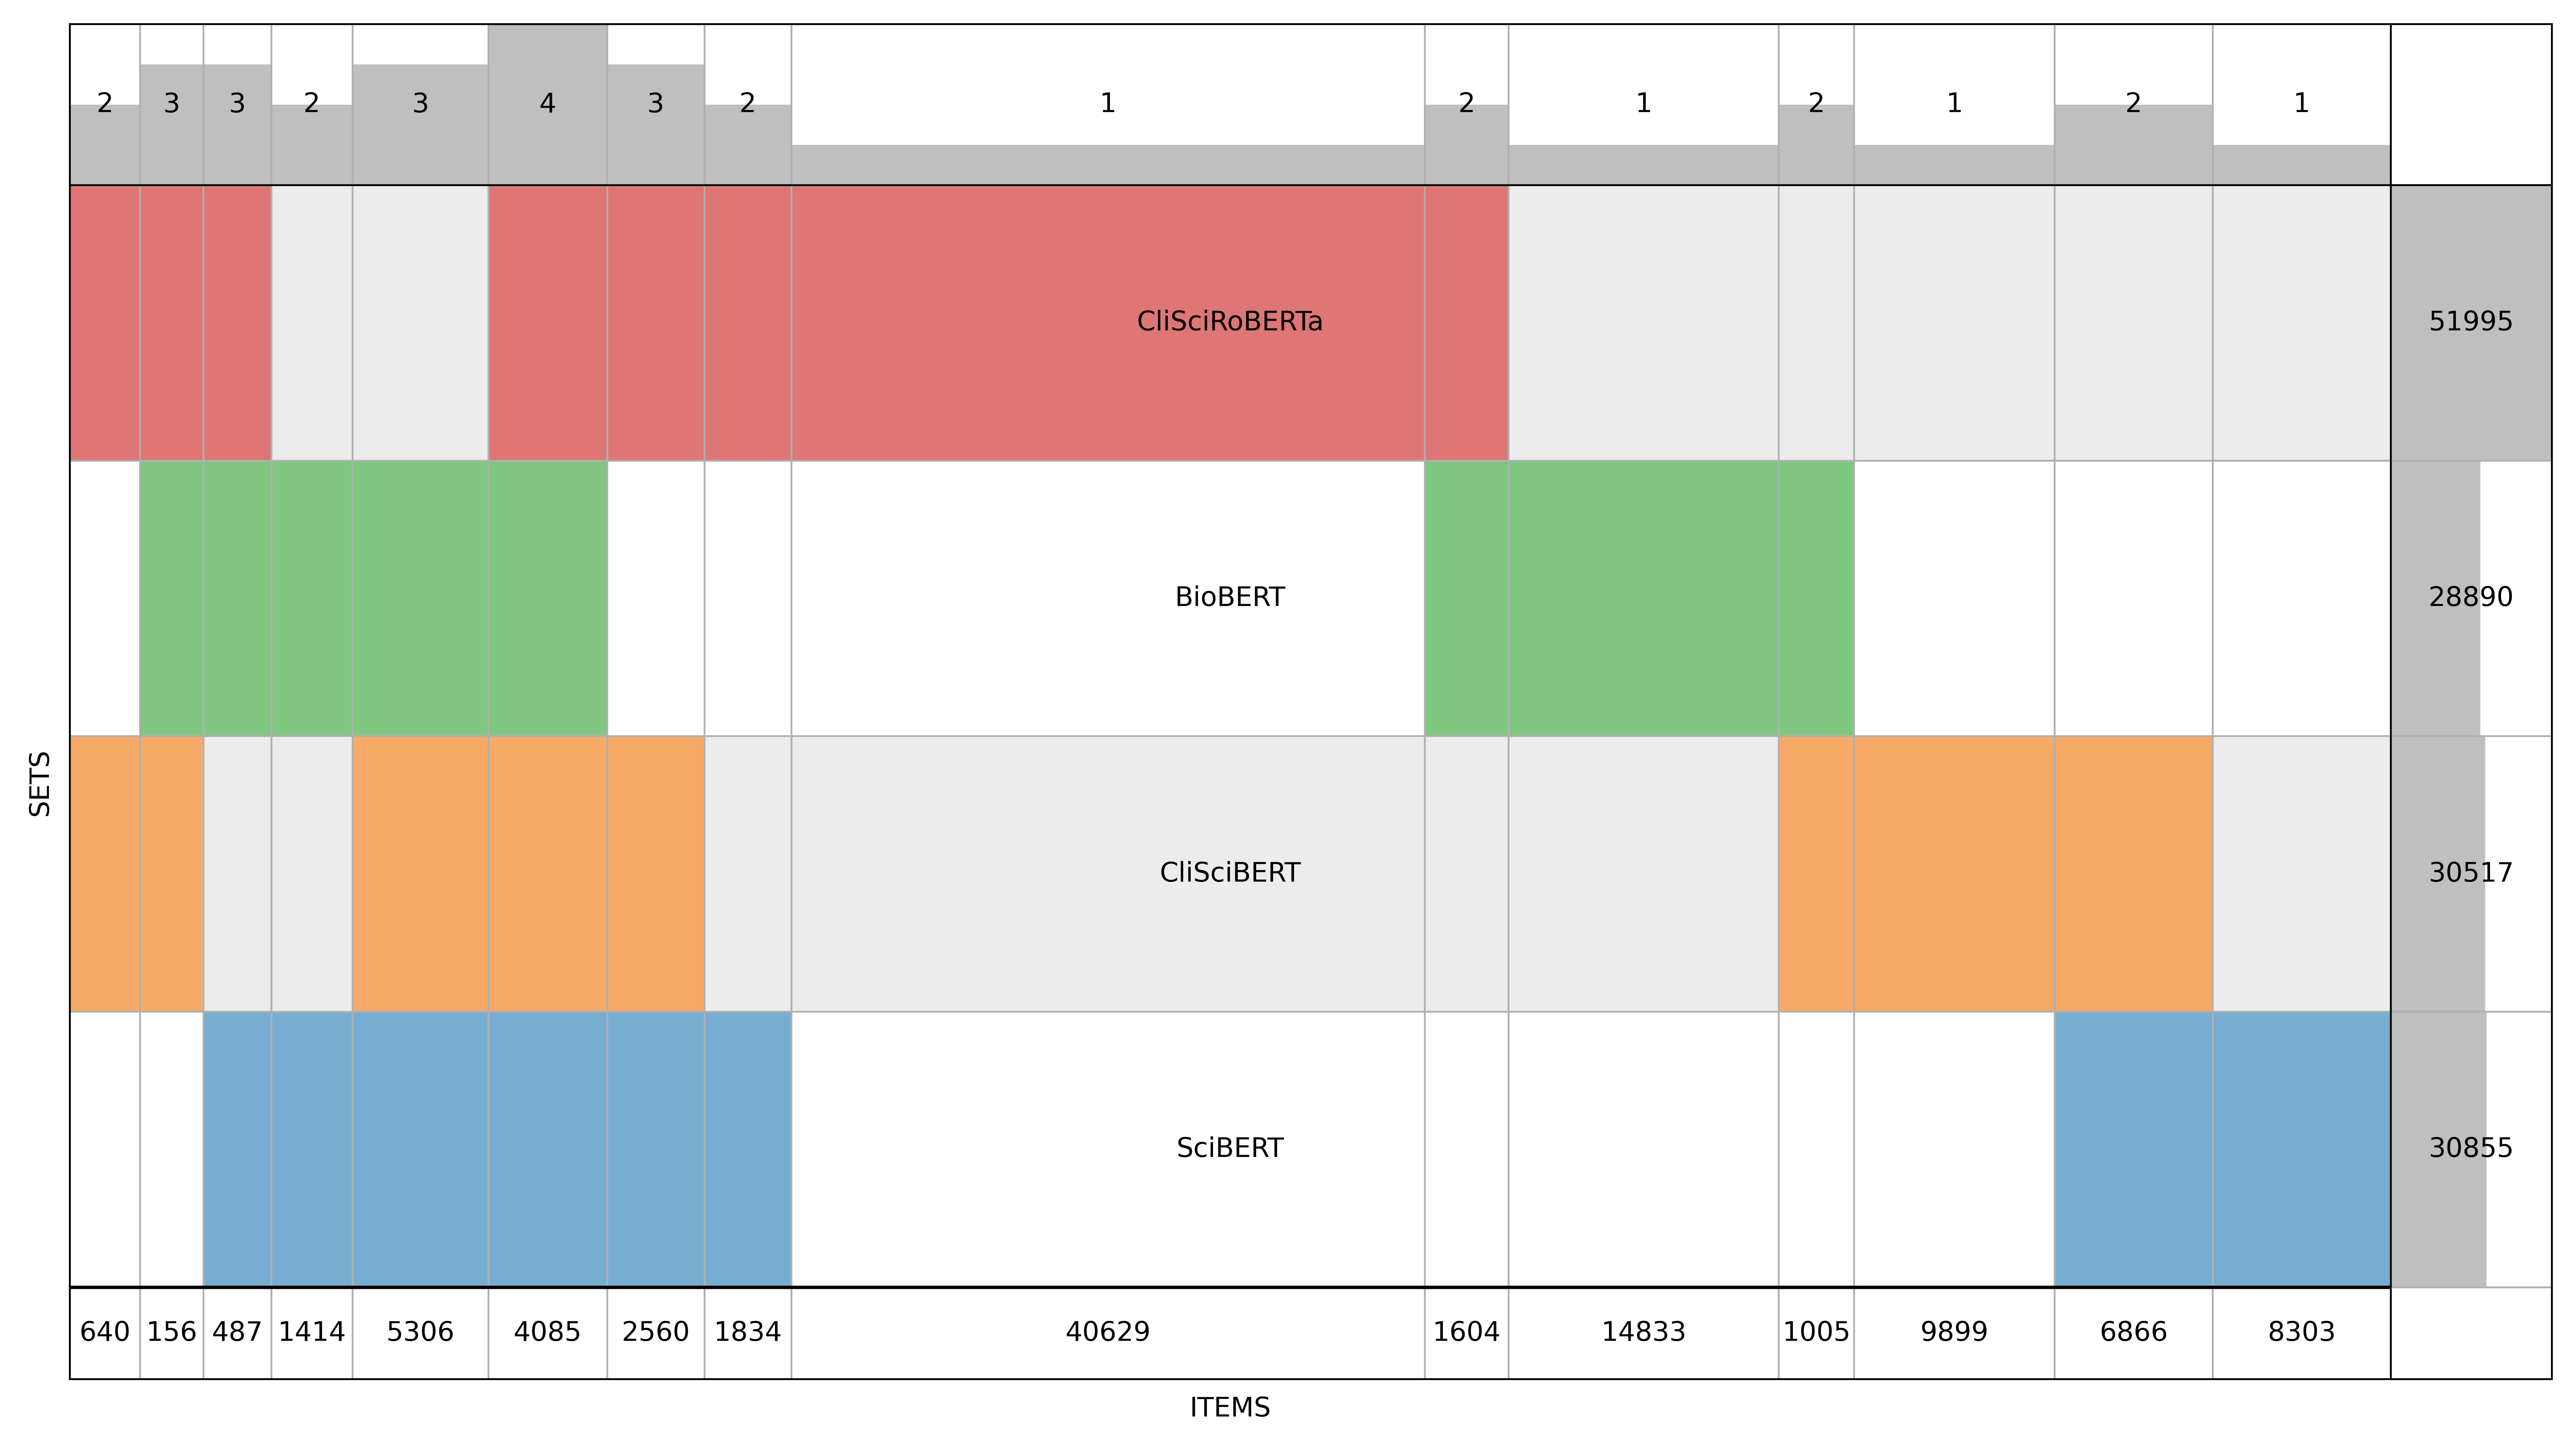 2 3 3 2 3 4 3 2 1 2 1 2 1 2 1
CliSciRoBERTa 51995
BioBERT 28890
CliSciBERT 30517
SciBERT 30855
SETS
640 156 487 1414 5306 4085 2560 1834 40629 1604 14833 1005 9899 6866 8303
ITEMS